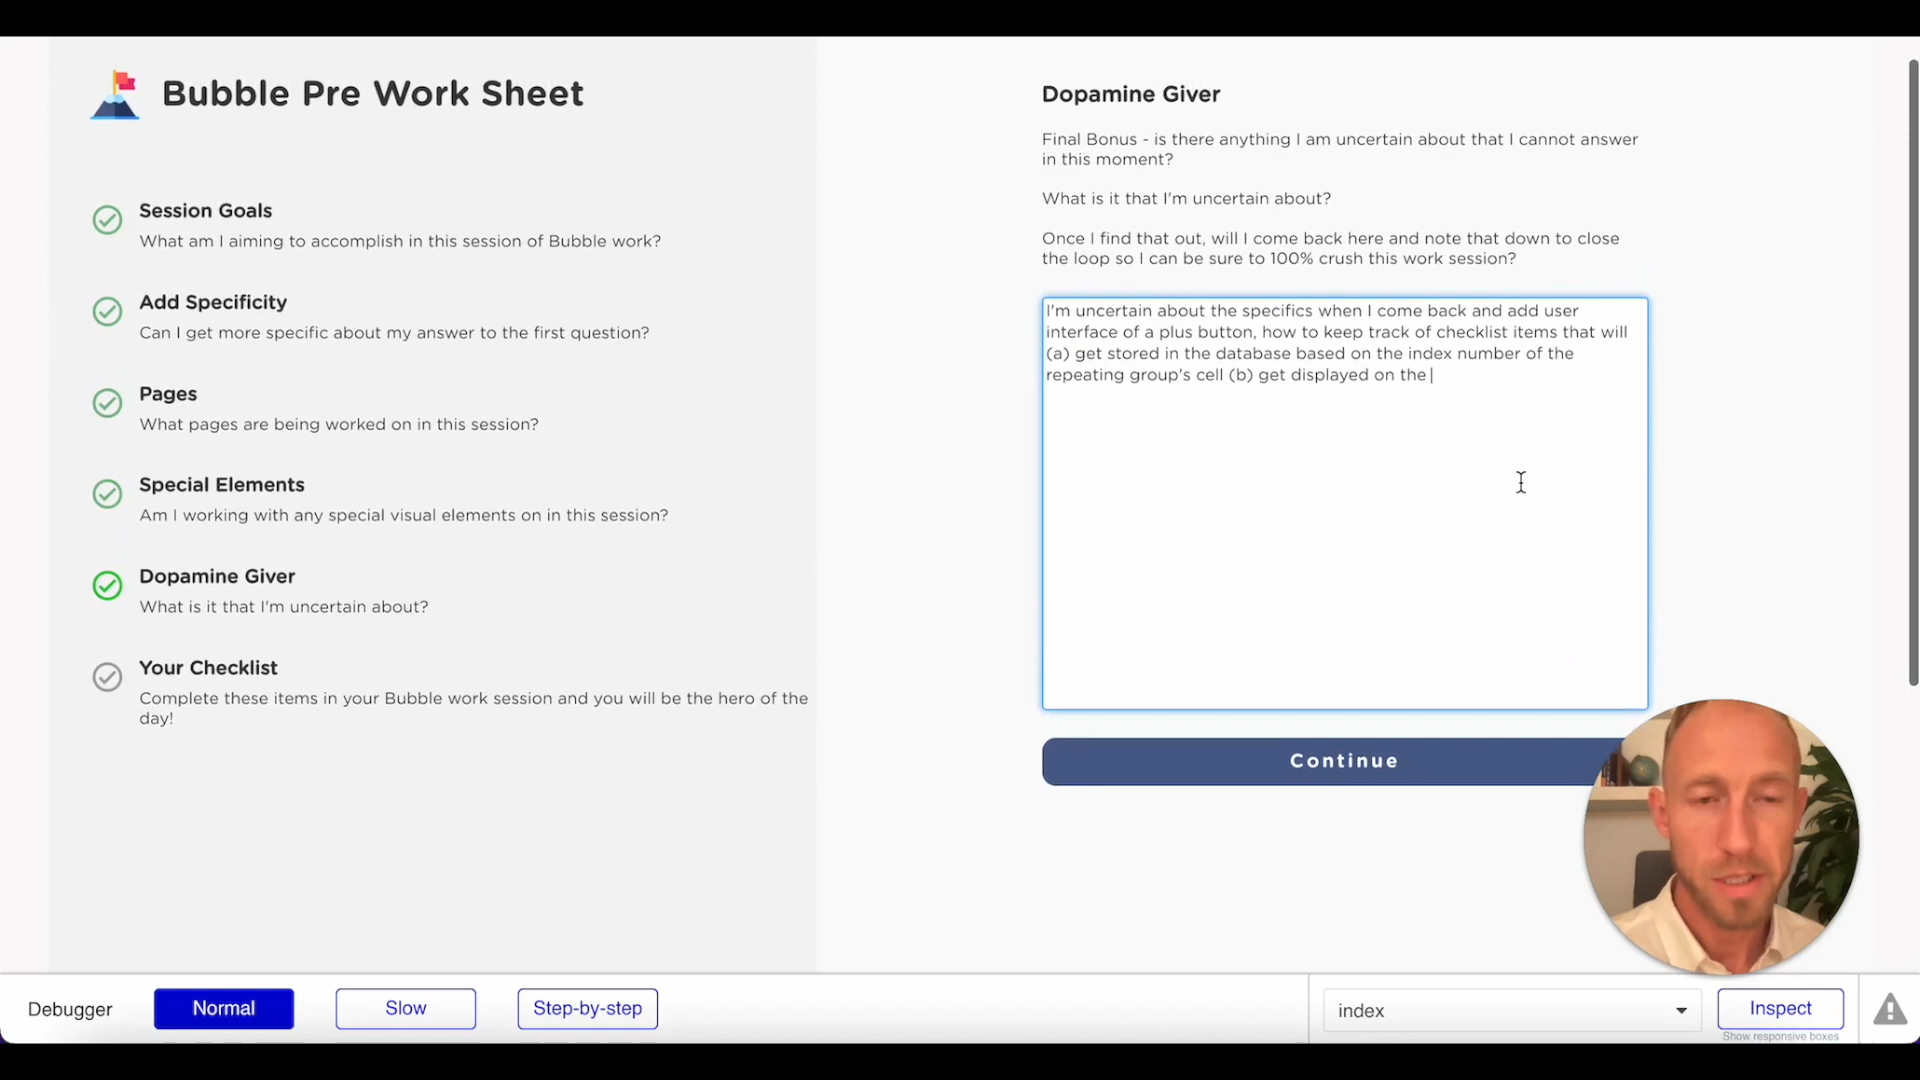 Bubble Pre Work Sheet
Session Goals
What am I aiming to accomplish in this session of Bubble work?
Add Specificity
Can I get more specific about my answer to the first question?
Pages
What pages are being worked on in this session?
Special Elements
Am I working with any special visual elements on in this session?
Dopamine Giver
What is it that I'm uncertain about?
Your Checklist
Complete these items in your Bubble work session and you will be the hero of the
day!
Dopamine Giver
Final Bonus - is there anything I am uncertain about that I cannot answer
in this moment?
What is it that I'm uncertain about?
Once I find that out, will I come back here and note that down to close
the loop so I can be sure to 100% crush this work session?
I'm uncertain about the specifics when I come back and add user
interface of a plus button, how to keep track of checklist items that will
(a) get stored in the database based on the index number of the
repeating group's cell (b) get displayed on the
Continue
Debugger
Normal
Slow
Step-by-step
index
Inspect
Show responsive boxes